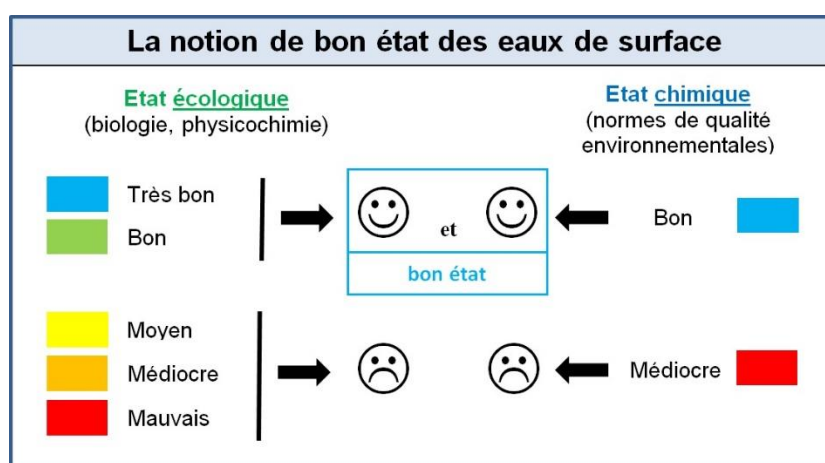 La notion de bon état des eaux de surface
Etat écologique
(biologie, physicochimie)
Etat chimique
(normes de qualité
environnementales)
Très bon
Bon
et
bon état
Bon
Moyen
Médiocre
Mauvais
Médiocre